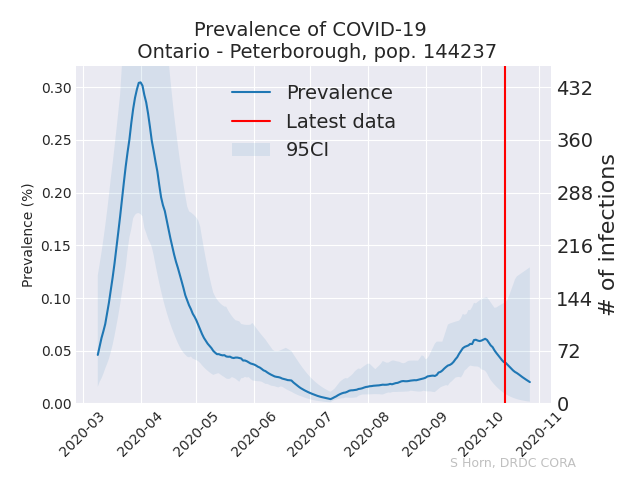 Prevalence of COVID-19
Ontario - Peterborough, pop. 144237
Prevalence
Latest data
95CI
Prevalence (%)
0.30
0.25
0.20
0.15
0.10
0.05
0.00
# of infections
432
360
288
216
144
72
0
2020-03
2020-04
2020-05
2020-06
2020-07
2020-08
2020-09
2020-10
2020-11
S Horn, DRDC CORA